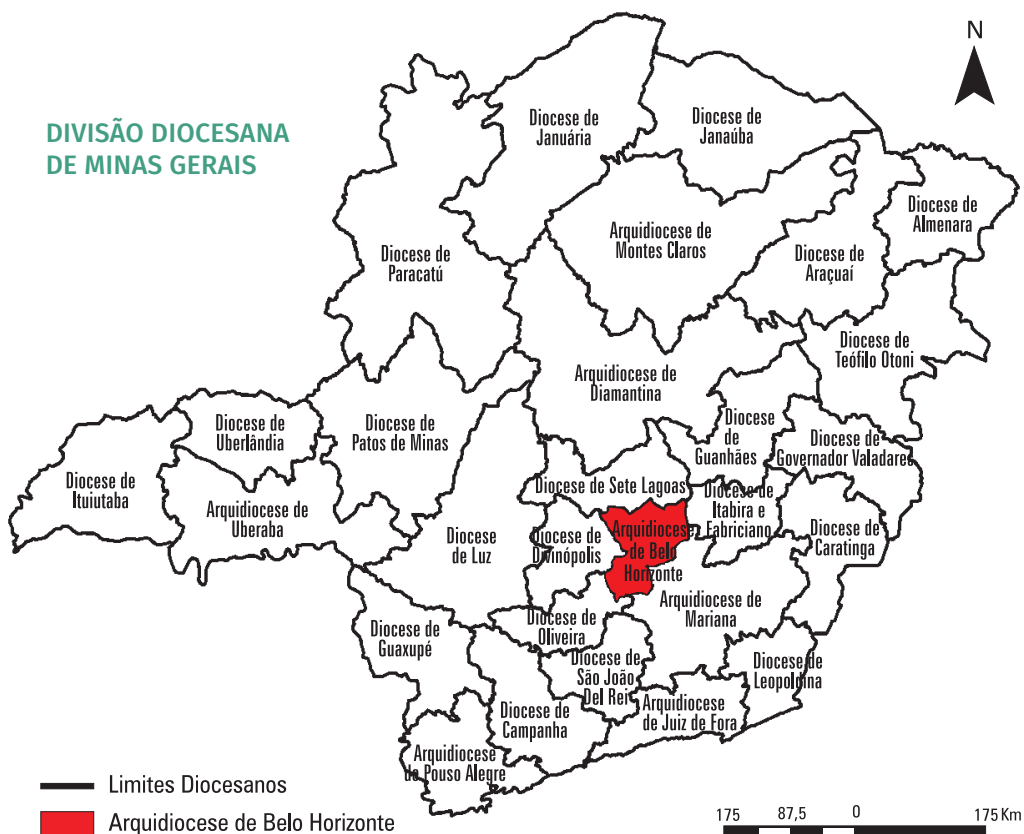 N
DIVISÃO DIOCESANA
DE MINAS GERAIS
Diocese de
Januária
Diocese de
Janaúba
Diocese de
Almenara
Arquidiocese de
Montes Claros
Diocese de
Paracatú
Diocese de
Araçuaí
Diocese de
Teófilo Otoni
Arquidiocese de
Diamantina
Diocese de
Uberlândia
Diocese de
Patos de Minas
Diocese
de
Guanhães
Diocese de
Governador Valadares
Diocese de
Ituiutaba
Arquidiocese de
Uberaba
Diocese de Sete Lagoas
Diocese de
Itabira e
Fabriciano
Diocese
de Luz
Diocese de
Divinópolis
Arquidiocese
de Belo
Horizonte
Diocese de
Caratinga
Arquidiocese de
Mariana
Diocese de
Oliveira
Diocese de
Guaxupé
Diocese de
São João
Del Rei
Diocese de
Leopoldina
Diocese de
Campanha
Arquidiocese
de Juiz de Fora
Arquidiocese
de Pouso Alegre
Limites Diocesanos
Arquidiocese de Belo Horizonte
175 87,5 0 175 Km